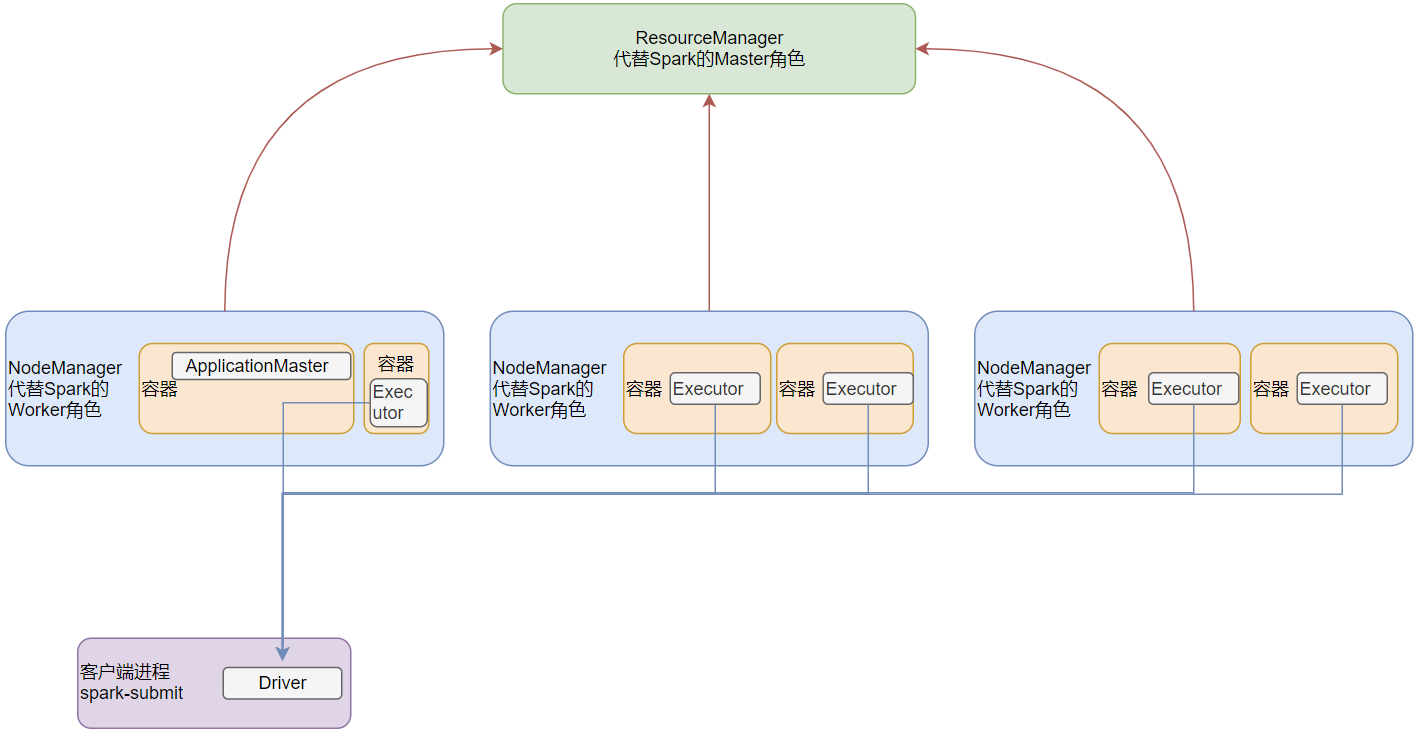 ResourceManager
代替Spark的Master角色
NodeManager
代替Spark的
Worker角色
容器
ApplicationMaster
容器
Exec
utor
NodeManager
代替Spark的
Worker角色
容器
Executor
容器
Executor
NodeManager
代替Spark的
Worker角色
容器
Executor
容器
Executor
客户端进程
spark-submit
Driver